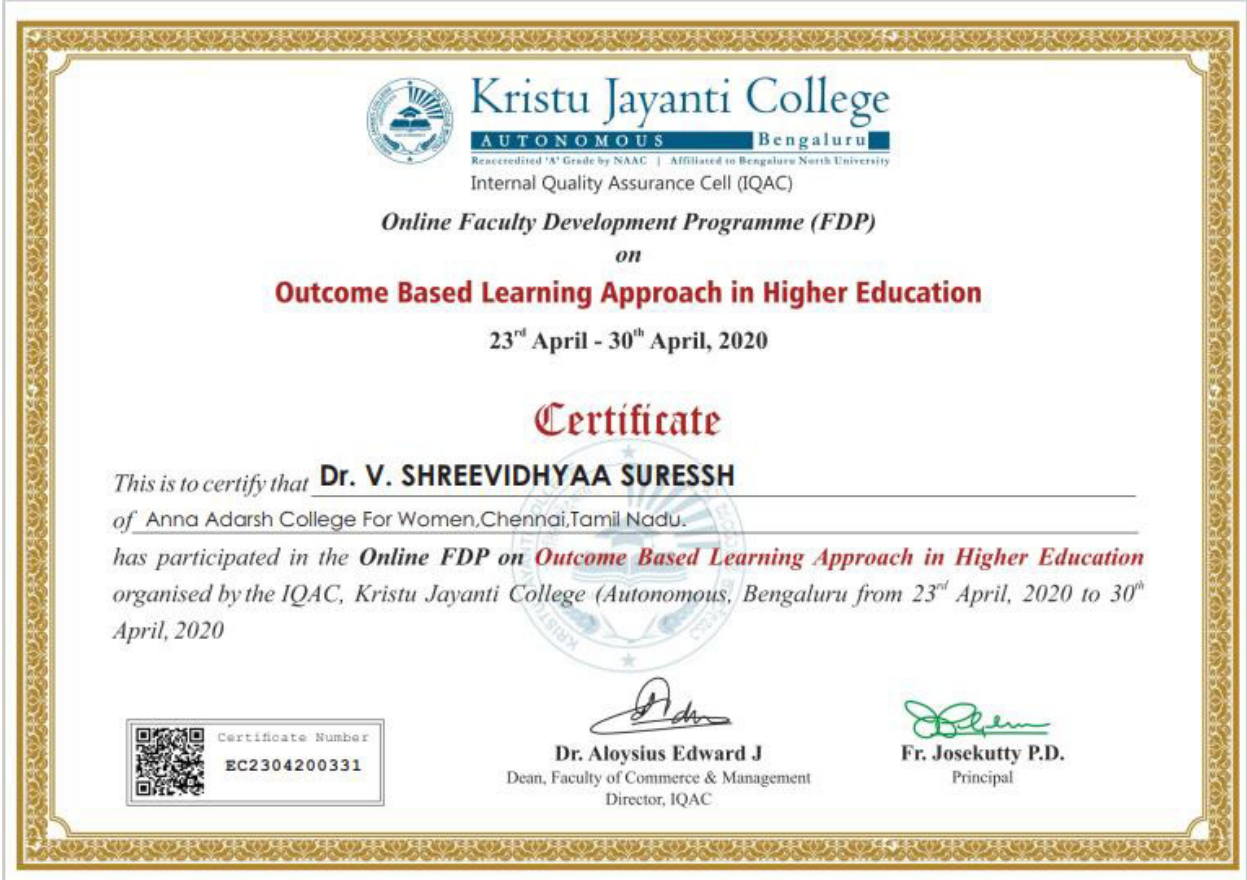 Kristu Jayanti College
AUTONOMOUS Bengaluru
Reaccredited 'A' Grade by NAAC | Affiliated to Bengaluru North University
Internal Quality Assurance Cell (IQAC)
Online Faculty Development Programme (FDP)
on
Outcome Based Learning Approach in Higher Education
23rd April - 30th April, 2020
Certificate
This is to certify that Dr. V. SHREEVIDHYAA SURESSH
of Anna Adarsh College For Women,Chennai,Tamil Nadu.
has participated in the Online FDP on Outcome Based Learning Approach in Higher Education
organised by the IQAC, Kristu Jayanti College (Autonomous, Bengaluru from 23rd April, 2020 to 30th
April, 2020
Certificate Number
EC2304200331
Dr. Aloysius Edward J
Dean, Faculty of Commerce & Management
Director, IQAC
Fr. Josekutty P.D.
Principal